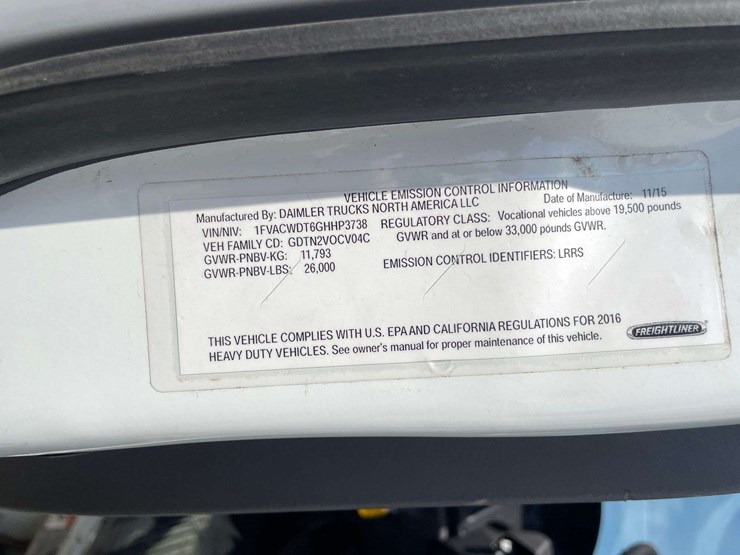 VEHICLE EMISSION CONTROL INFORMATION
Manufactured By: DAIMLER TRUCKS NORTH AMERICA LLC Date of Manufacture: 11/15
VIN/NIV: 1FVACWDT6GHHP3738 REGULATORY CLASS: Vocational vehicles above 19,500 pounds
VEH FAMILY CD: GDTN2VOCV04C GVWR and at or below 33,000 pounds GVWR.
GVWR-PNBV-KG: 11,793
GVWR-PNBV-LBS: 26,000 EMISSION CONTROL IDENTIFIERS: LRRS
THIS VEHICLE COMPLIES WITH U.S. EPA AND CALIFORNIA REGULATIONS FOR 2016
HEAVY DUTY VEHICLES. See owner's manual for proper maintenance of this vehicle.
FREIGHTLINER